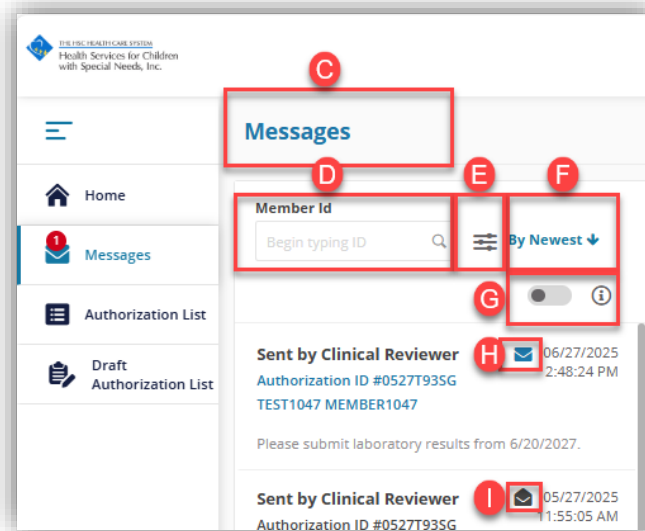 THE HSC HEALTH CARE SYSTEM
Health Services for Children
with Special Needs, Inc.
C
Messages
Home
1
Messages
Authorization List
Draft
Authorization List
D
E
F
Member Id
Begin typing ID
By Newest
G
Sent by Clinical Reviewer
H
06/27/2025
Authorization ID #0527T93SG
2:48:24 PM
TEST1047 MEMBER1047
Please submit laboratory results from 6/20/2027.
Sent by Clinical Reviewer
I
05/27/2025
Authorization ID #0527T93SG
11:55:05 AM